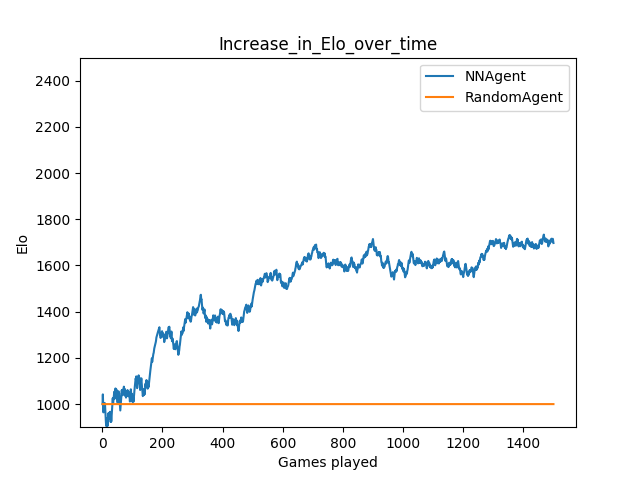 Increase_in_Elo_over_time
NNAgent
RandomAgent
2400
2200
2000
1800
1600
1400
1200
1000
Elo
0 200 400 600 800 1000 1200 1400
Games played